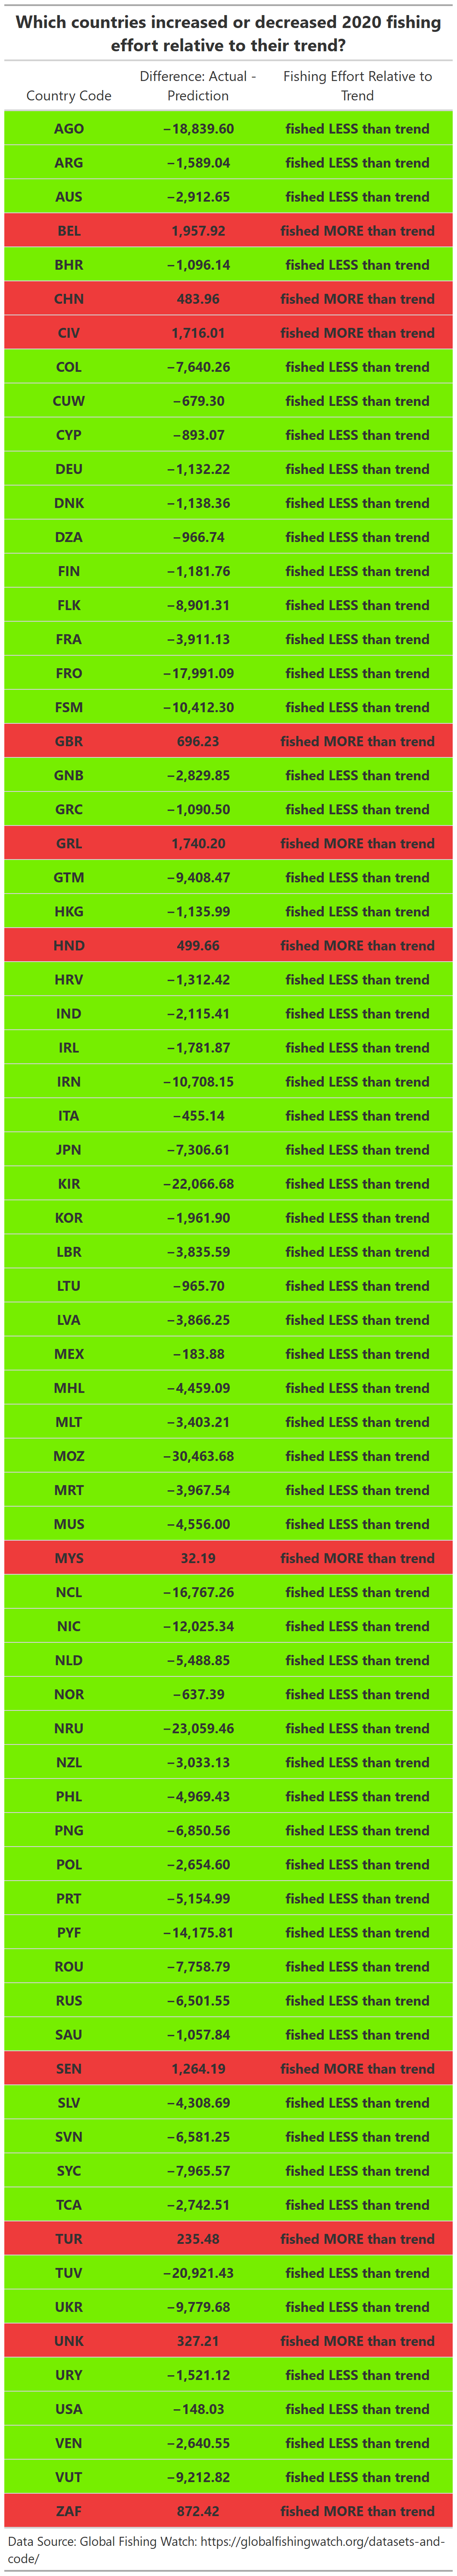 Which countries increased or decreased 2020 fishing
effort relative to their trend?
Country Code Difference: Actual - Prediction Fishing Effort Relative to Trend
AGO −18,839.60 fished LESS than trend
ARG −1,589.04 fished LESS than trend
AUS −2,912.65 fished LESS than trend
BEL 1,957.92 fished MORE than trend
BHR −1,096.14 fished LESS than trend
CHN 483.96 fished MORE than trend
CIV 1,716.01 fished MORE than trend
COL −7,640.26 fished LESS than trend
CUW −679.30 fished LESS than trend
CYP −893.07 fished LESS than trend
DEU −1,132.22 fished LESS than trend
DNK −1,138.36 fished LESS than trend
DZA −966.74 fished LESS than trend
FIN −1,181.76 fished LESS than trend
FLK −8,901.31 fished LESS than trend
FRA −3,911.13 fished LESS than trend
FRO −17,991.09 fished LESS than trend
FSM −10,412.30 fished LESS than trend
GBR 696.23 fished MORE than trend
GNB −2,829.85 fished LESS than trend
GRC −1,090.50 fished LESS than trend
GRL 1,740.20 fished MORE than trend
GTM −9,408.47 fished LESS than trend
HKG −1,135.99 fished LESS than trend
HND 499.66 fished MORE than trend
HRV −1,312.42 fished LESS than trend
IND −2,115.41 fished LESS than trend
IRL −1,781.87 fished LESS than trend
IRN −10,708.15 fished LESS than trend
ITA −455.14 fished LESS than trend
JPN −7,306.61 fished LESS than trend
KIR −22,066.68 fished LESS than trend
KOR −1,961.90 fished LESS than trend
LBR −3,835.59 fished LESS than trend
LTU −965.70 fished LESS than trend
LVA −3,866.25 fished LESS than trend
MEX −183.88 fished LESS than trend
MHL −4,459.09 fished LESS than trend
MLT −3,403.21 fished LESS than trend
MOZ −30,463.68 fished LESS than trend
MRT −3,967.54 fished LESS than trend
MUS −4,556.00 fished LESS than trend
MYS 32.19 fished MORE than trend
NCL −16,767.26 fished LESS than trend
NIC −12,025.34 fished LESS than trend
NLD −5,488.85 fished LESS than trend
NOR −637.39 fished LESS than trend
NRU −23,059.46 fished LESS than trend
NZL −3,033.13 fished LESS than trend
PHL −4,969.43 fished LESS than trend
PNG −6,850.56 fished LESS than trend
POL −2,654.60 fished LESS than trend
PRT −5,154.99 fished LESS than trend
PYF −14,175.81 fished LESS than trend
ROU −7,758.79 fished LESS than trend
RUS −6,501.55 fished LESS than trend
SAU −1,057.84 fished LESS than trend
SEN 1,264.19 fished MORE than trend
SLV −4,308.69 fished LESS than trend
SVN −6,581.25 fished LESS than trend
SYC −7,965.57 fished LESS than trend
TCA −2,742.51 fished LESS than trend
TUR 235.48 fished MORE than trend
TUV −20,921.43 fished LESS than trend
UKR −9,779.68 fished LESS than trend
UNK 327.21 fished MORE than trend
URY −1,521.12 fished LESS than trend
USA −148.03 fished LESS than trend
VEN −2,640.55 fished LESS than trend
VUT −9,212.82 fished LESS than trend
ZAF 872.42 fished MORE than trend
Data Source: Global Fishing Watch: https://globalfishingwatch.org/datasets-and-
code/